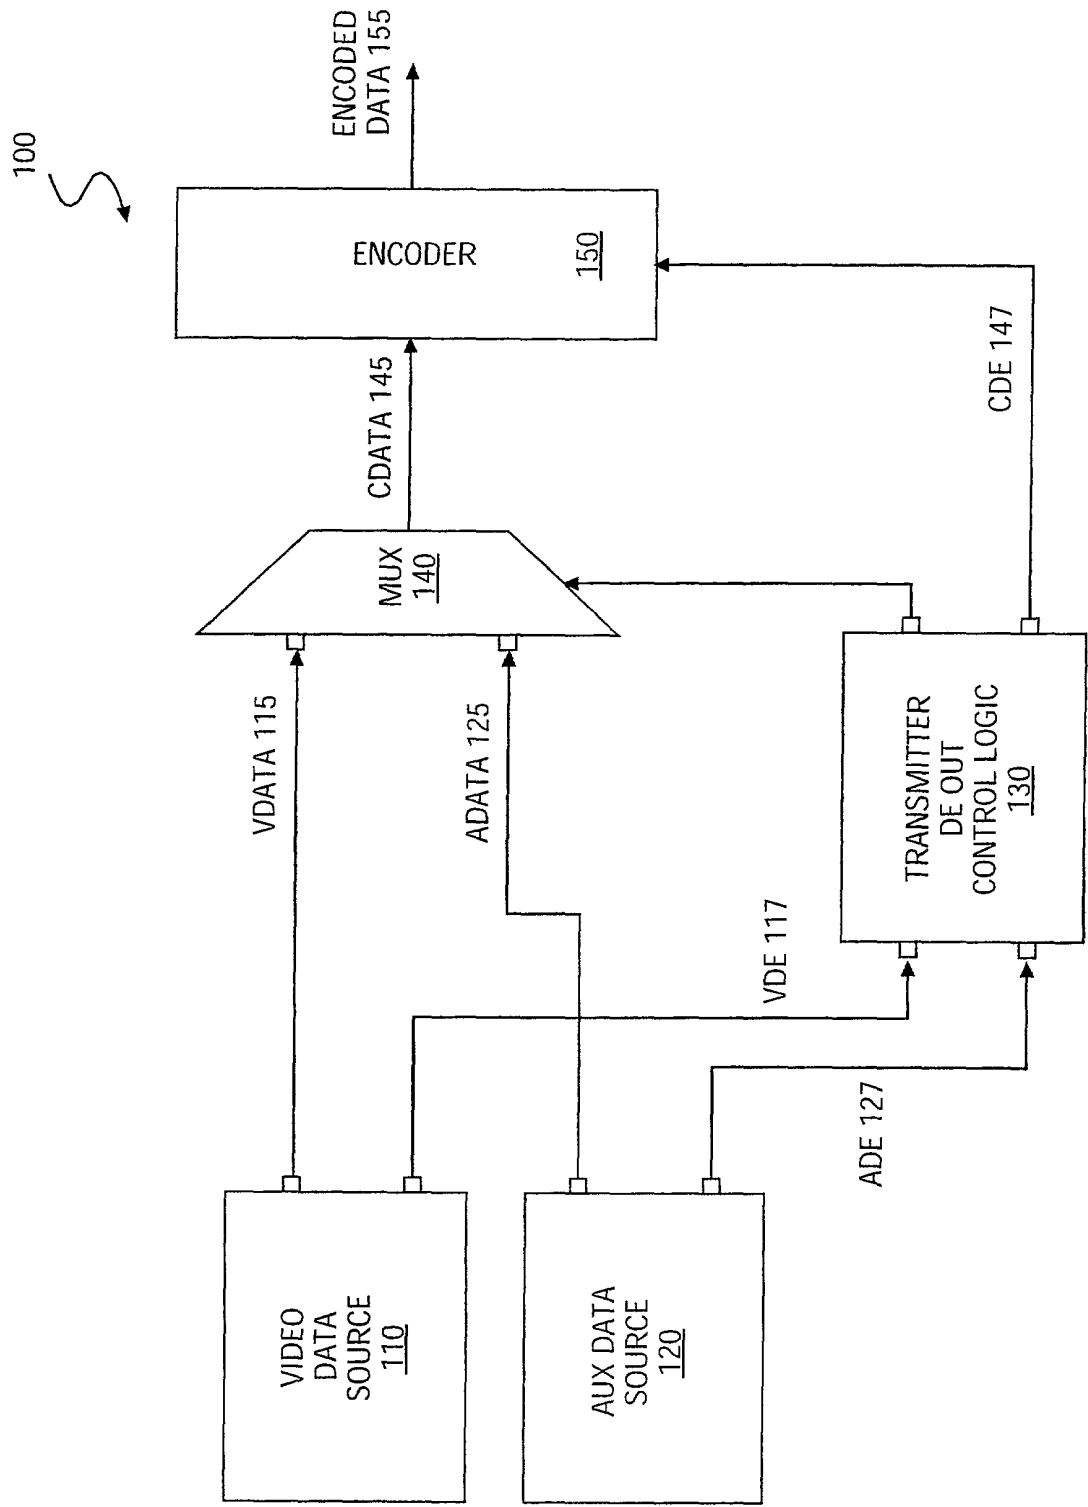 100
VIDEO
DATA
SOURCE
110
VDATA 115
MUX
140
CDATA 145
ENCODER
150
ENCODED
DATA 155
AUX DATA
SOURCE
120
ADATA 125
VDE 117
ADE 127
TRANSMITTER
DE OUT
CONTROL LOGIC
130
CDE 147